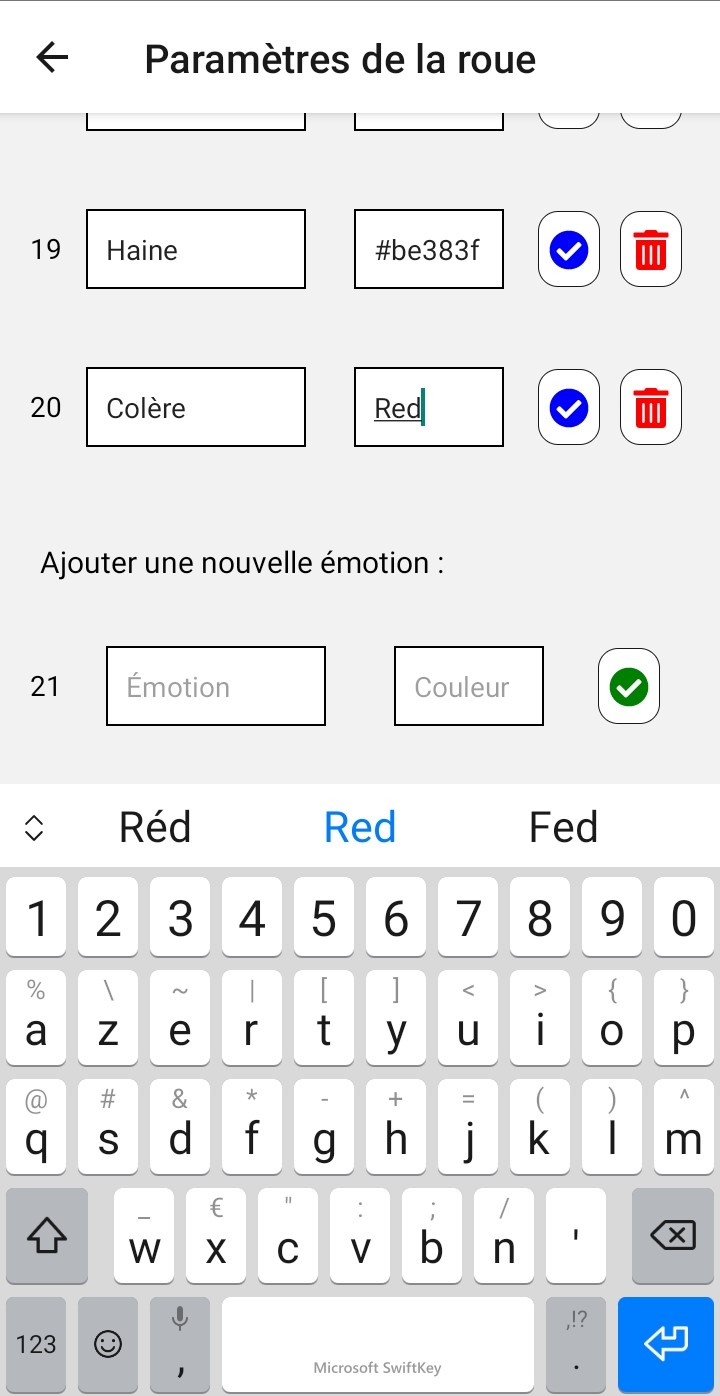 Paramètres de la roue
19 Haine #be383f
20 Colère Red
Ajouter une nouvelle émotion :
21 Émotion Couleur
Réd Red Fed
1 2 3 4 5 6 7 8 9 0
% \ ~ | [ ] < > { }
a z e r t y u i o p
@ # & * - + = ( ) ^
q s d f g h j k l m
_ € " : ; /
w x c v b n '
,!?
123 , Microsoft SwiftKey .